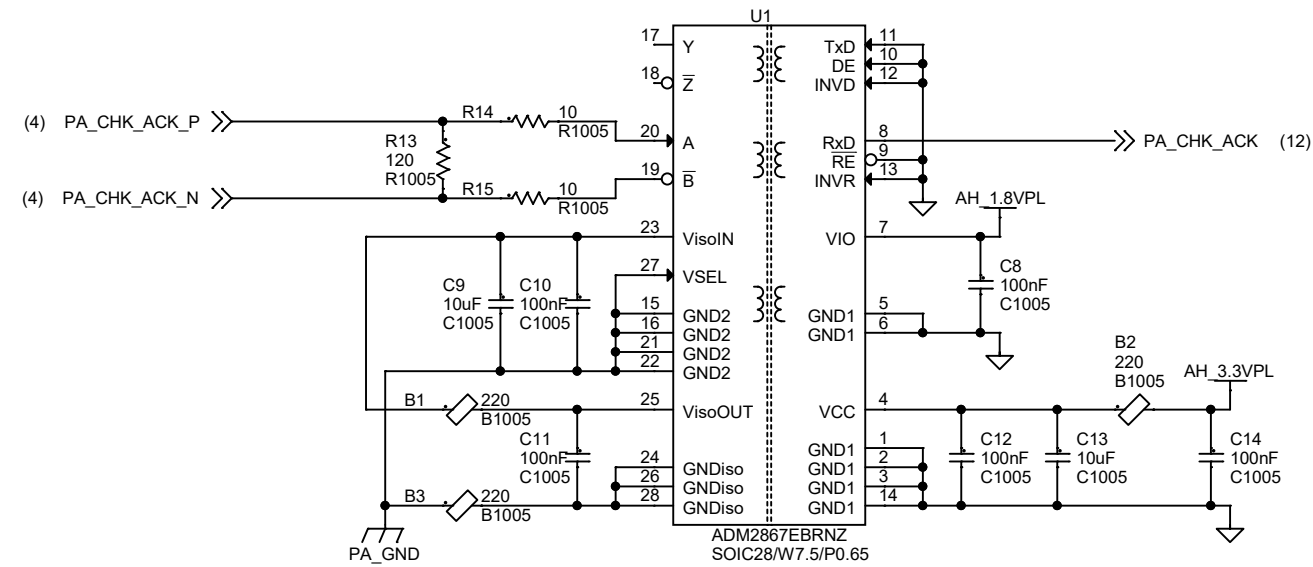 U1
17 Y TxD 11
DE 10
18 Z INVD 12
(4) PA_CHK_ACK_P R14 10 R1005
20 A RxD 8 PA_CHK_ACK (12)
R13 120 R1005
RE 9
19 B INVR 13
(4) PA_CHK_ACK_N R15 10 R1005
AH_1.8VPL
23 VisoIN VIO 7
27 VSEL
C9 10uF C1005
C10 100nF C1005
C8 100nF C1005
15 GND2 GND1 5
16 GND2 GND1 6
21 GND2
22 GND2
B2 220 B1005
AH_3.3VPL
B1 220 B1005
25 VisoOUT VCC 4
C11 100nF C1005
C12 100nF C1005
C13 10uF C1005
C14 100nF C1005
GND1 1
24 GNDiso GND1 2
26 GNDiso GND1 3
28 GNDiso GND1 14
B3 220 B1005
PA_GND
ADM2867EBRNZ
SOIC28/W7.5/P0.65